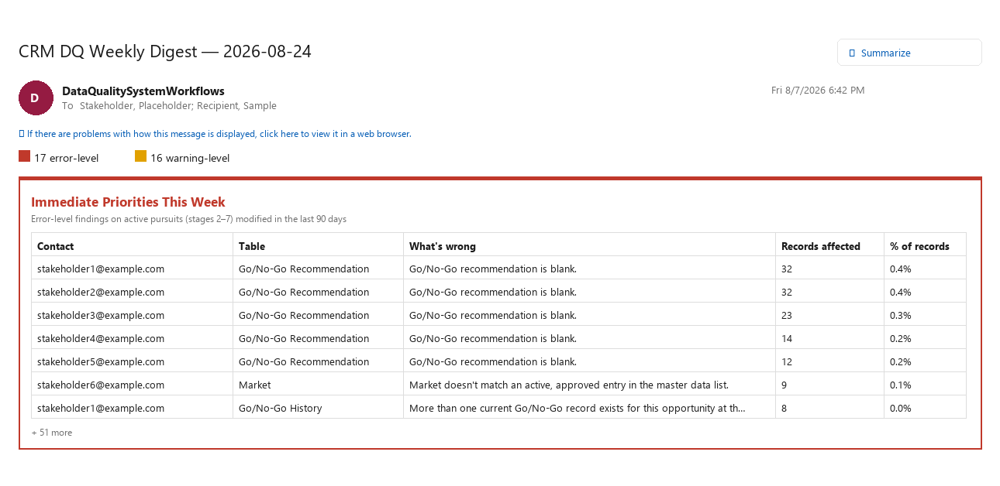 CRM DQ Weekly Digest — 2026-08-24
Summarize
D
DataQualitySystemWorkflows
Fri 8/7/2026 6:42 PM
To Stakeholder, Placeholder; Recipient, Sample
If there are problems with how this message is displayed, click here to view it in a web browser.
17 error-level 16 warning-level
Immediate Priorities This Week
Error-level findings on active pursuits (stages 2–7) modified in the last 90 days
Contact Table What's wrong Records affected % of records
stakeholder1@example.com Go/No-Go Recommendation Go/No-Go recommendation is blank. 32 0.4%
stakeholder2@example.com Go/No-Go Recommendation Go/No-Go recommendation is blank. 32 0.4%
stakeholder3@example.com Go/No-Go Recommendation Go/No-Go recommendation is blank. 23 0.3%
stakeholder4@example.com Go/No-Go Recommendation Go/No-Go recommendation is blank. 14 0.2%
stakeholder5@example.com Go/No-Go Recommendation Go/No-Go recommendation is blank. 12 0.2%
stakeholder6@example.com Market Market doesn't match an active, approved entry in the master data list. 9 0.1%
stakeholder1@example.com Go/No-Go History More than one current Go/No-Go record exists for this opportunity at th... 8 0.0%
+ 51 more